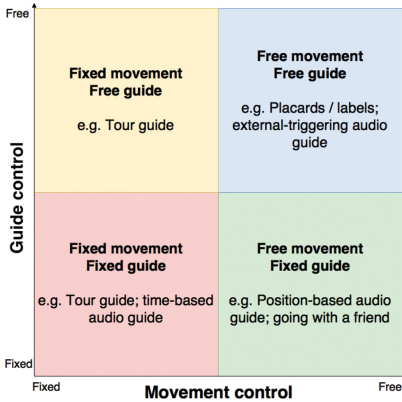 Free
Guide control
Fixed
Fixed movement
Free guide
e.g. Tour guide
Free movement
Free guide
e.g. Placards / labels;
external-triggering audio
guide
Fixed movement
Fixed guide
e.g. Tour guide; time-based
audio guide
Free movement
Fixed guide
e.g. Position-based audio
guide; going with a friend
Fixed
Movement control
Free